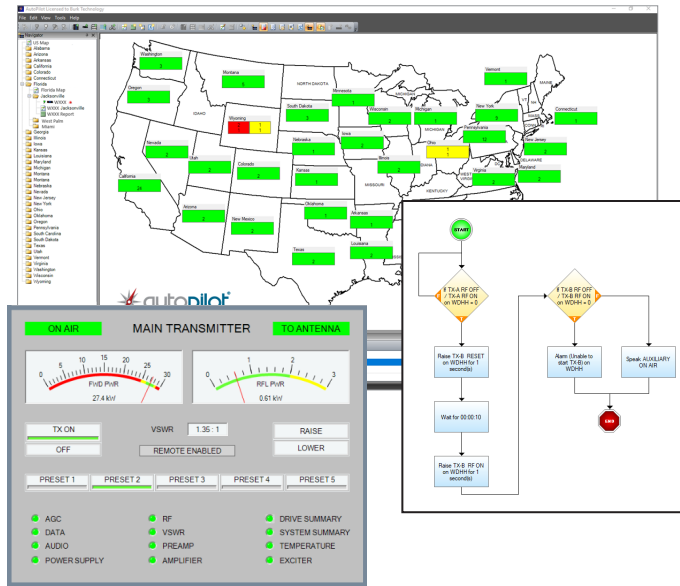 AutoPilot Licensed to Burk Technology
File Edit View Tools Help
Navigator
US Map
Alabama
Arizona
Arkansas
California
Colorado
Connecticut
Florida
Florida Map
Jacksonville
WXXX
WXXX Jacksonville
WXXX Report
West Palm
Miami
Georgia
Illinois
Iowa
Kansas
Louisiana
Maryland
Michigan
Montana
Montana
Nebraska
Nevada
New Jersey
New York
Ohio
Oklahoma
Oregon
Pennsylvania
South Carolina
South Dakota
Texas
Utah
Vermont
Virginia
Washington
Wisconsin
Wyoming
Washington
Montana
NORTH DAKOTA
Minnesota
Vermont
MAINE
Oregon
IDAHO
Wyoming
South Dakota
Wisconsin
MICHIGAN
Michigan
New York
Connecticut
Nevada
Utah
Colorado
Nebraska
Iowa
Illinois
Ohio
Pennsylvania
12
New Jersey
DELAWARE
California
24
Kansas
MISSOURI
KENTUCKY
Virginia
Maryland
Arizona
New Mexico
Oklahoma
Arkansas
Texas
Louisiana
autopilot
START
If TX-A RF OFF
/ TX-A RF ON
on WDHH = 0
Raise TX-B RESET
on WDHH for 1
second(s)
Wait for 00:00:10
Raise TX-B RF ON
on WDHH for 1
second(s)
If TX-B RF OFF
/ TX-B RF ON
on WDHH = 0
Alarm (Unable to
start TX-B) on
WDHH
Speak AUXILIARY
ON AIR
END
ON AIR
MAIN TRANSMITTER
TO ANTENNA
0 5 10 15 20 25 30
FWD PWR
27.4 kW
0 1 2 3
RFL PWR
0.61 kW
TX ON
OFF
VSWR 1.35 : 1
REMOTE ENABLED
RAISE
LOWER
PRESET 1 PRESET 2 PRESET 3 PRESET 4 PRESET 5
AGC RF DRIVE SUMMARY
DATA VSWR SYSTEM SUMMARY
AUDIO PREAMP TEMPERATURE
POWER SUPPLY AMPLIFIER EXCITER